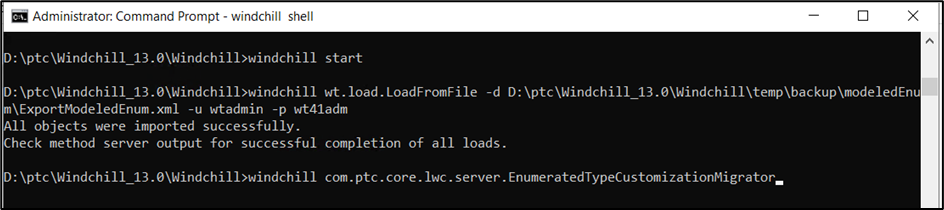 Administrator: Command Prompt - windchill shell
D:\ptc\Windchill_13.0\Windchill>windchill start
D:\ptc\Windchill_13.0\Windchill>windchill wt.load.LoadFromFile -d D:\ptc\Windchill_13.0\Windchill\temp\backup\modeledEnu
m\ExportModeledEnum.xml -u wtadmin -p wt41adm
All objects were imported successfully.
Check method server output for successful completion of all loads.
D:\ptc\Windchill_13.0\Windchill>windchill com.ptc.core.lwc.server.EnumeratedTypeCustomizationMigrator